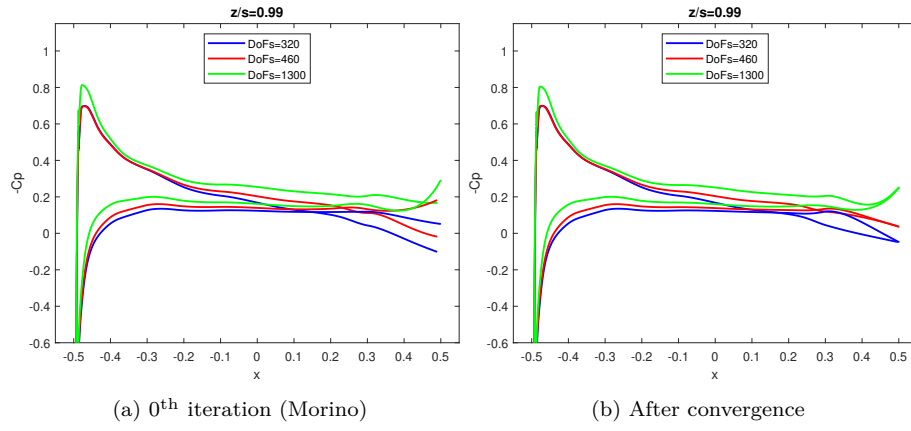 z/s=0.99
DoFs=320
DoFs=460
DoFs=1300
1
0.8
0.6
0.4
0.2
0
-0.2
-0.4
-0.6
-Cp
-0.5 -0.4 -0.3 -0.2 -0.1 0 0.1 0.2 0.3 0.4 0.5
x
(a) 0th iteration (Morino)
z/s=0.99
DoFs=320
DoFs=460
DoFs=1300
1
0.8
0.6
0.4
0.2
0
-0.2
-0.4
-0.6
-Cp
-0.5 -0.4 -0.3 -0.2 -0.1 0 0.1 0.2 0.3 0.4 0.5
x
(b) After convergence